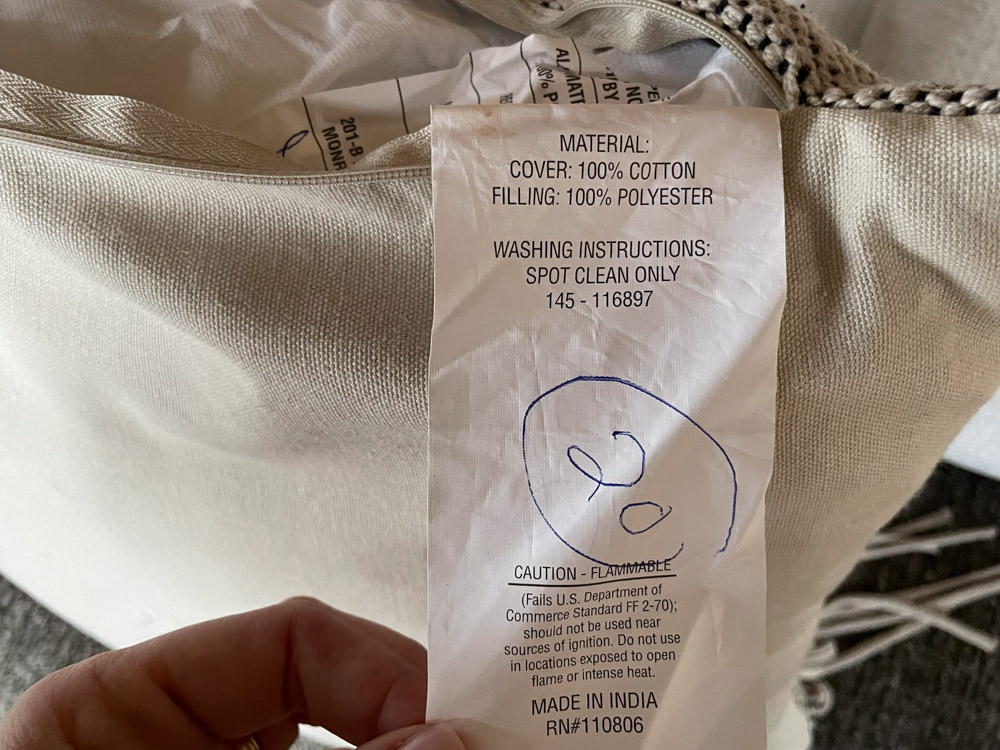 MATERIAL:
COVER: 100% COTTON
FILLING: 100% POLYESTER
WASHING INSTRUCTIONS:
SPOT CLEAN ONLY
145 - 116897
CAUTION - FLAMMABLE
(Fails U.S. Department of
Commerce Standard FF 2-70);
should not be used near
sources of ignition. Do not use
in locations exposed to open
flame or intense heat.
MADE IN INDIA
RN#110806
201-B